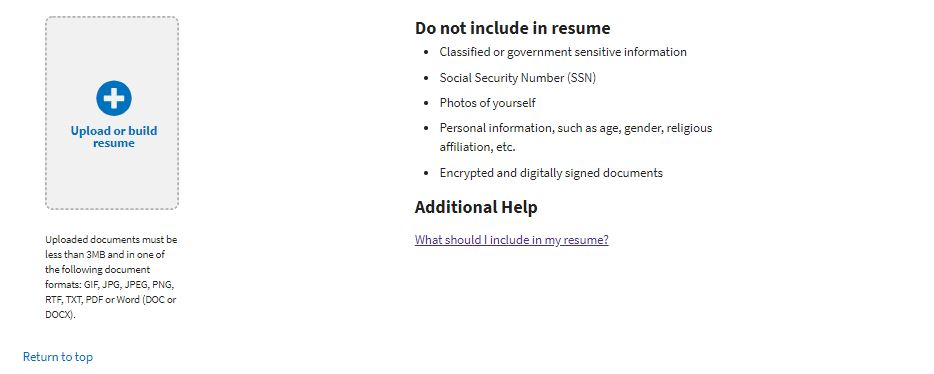 Upload or build
resume
Uploaded documents must be
less than 3MB and in one of
the following document
formats: GIF, JPG, JPEG, PNG,
RTF, TXT, PDF or Word (DOC or
DOCX).
Return to top
Do not include in resume
Classified or government sensitive information
Social Security Number (SSN)
Photos of yourself
Personal information, such as age, gender, religious
affiliation, etc.
Encrypted and digitally signed documents
Additional Help
What should I include in my resume?